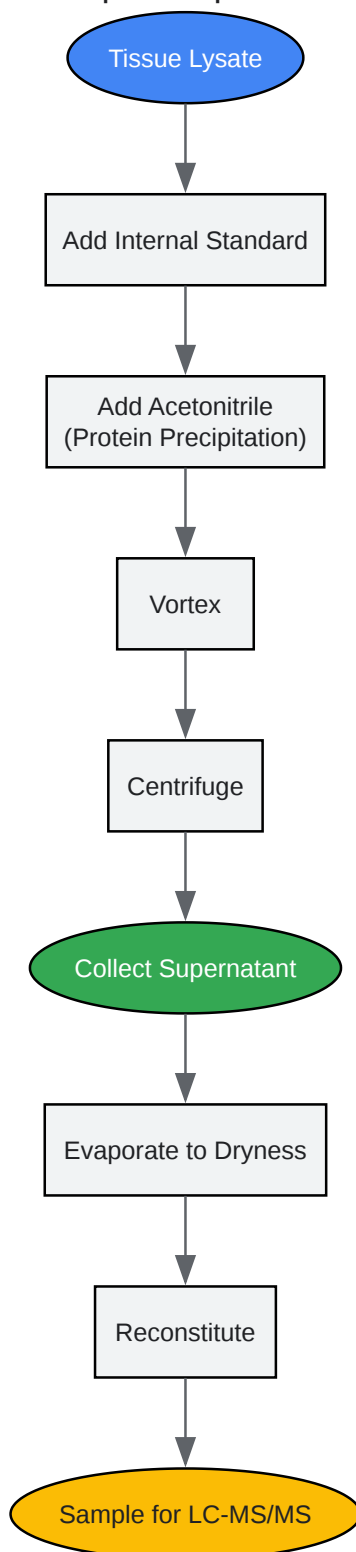 Tissue Lysate
Add Internal Standard
Add Acetonitrile
(Protein Precipitation)
Vortex
Centrifuge
Collect Supernatant
Evaporate to Dryness
Reconstitute
Sample for LC-MS/MS